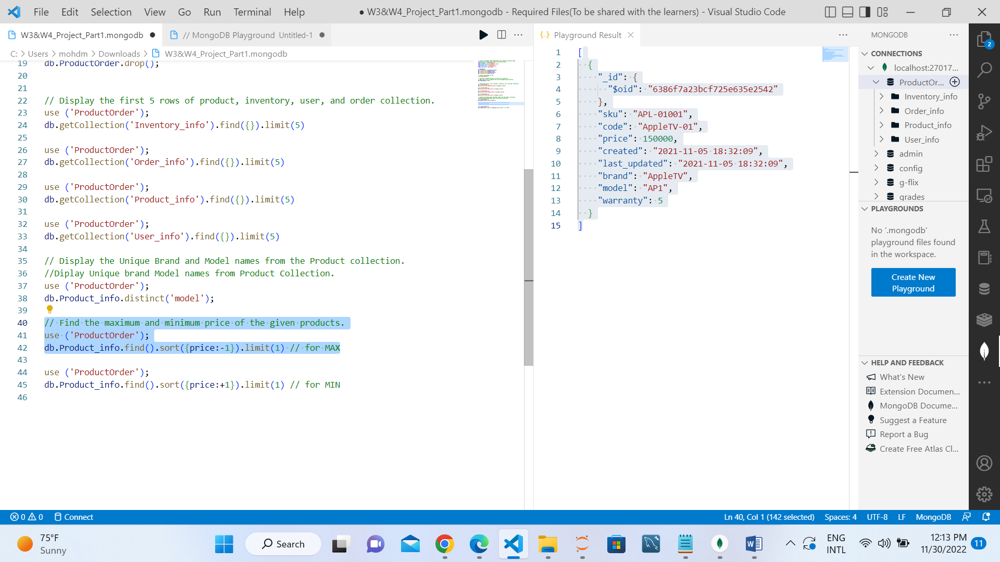 File Edit Selection View Go Run Terminal Help
● W3&W4_Project_Part1.mongodb - Required Files(To be shared with the learners) - Visual Studio Code
W3&W4_Project_Part1.mongodb ●
// MongoDB Playground Untitled-1 ●
C: > Users > mohdm > Downloads > W3&W4_Project_Part1.mongodb
19 db.ProductOrder.drop();
20
21
22 // Display the first 5 rows of product, inventory, user, and order collection.
23 use ('ProductOrder');
24 db.getCollection('Inventory_info').find({}).limit(5)
25
26 use ('ProductOrder');
27 db.getCollection('Order_info').find({}).limit(5)
28
29 use ('ProductOrder');
30 db.getCollection('Product_info').find({}).limit(5)
31
32 use ('ProductOrder');
33 db.getCollection('User_info').find({}).limit(5)
34
35 // Display the Unique Brand and Model names from the Product collection.
36 //Diplay Unique brand Model names from Product Collection.
37 use ('ProductOrder');
38 db.Product_info.distinct('model');
39
40 // Find the maximum and minimum price of the given products.
41 use ('ProductOrder');
42 db.Product_info.find().sort({price:-1}).limit(1) // for MAX
43
44 use ('ProductOrder');
45 db.Product_info.find().sort({price:+1}).limit(1) // for MIN
46
Playground Result
1 [
2 {
3 "_id": {
4 "$oid": "6386f7a23bcf725e635e2542"
5 },
6 "sku": "APL-01001",
7 "code": "AppleTV-01",
8 "price": 150000,
9 "created": "2021-11-05 18:32:09",
10 "last_updated": "2021-11-05 18:32:09",
11 "brand": "AppleTV",
12 "model": "AP1",
13 "warranty": 5
14 }
15 ]
MONGODB
CONNECTIONS
localhost:27017...
ProductOr...
Inventory_info
Order_info
Product_info
User_info
admin
config
g-flix
grades
PLAYGROUNDS
No '.mongodb'
playground files found
in the workspace.
Create New
Playground
HELP AND FEEDBACK
What's New
Extension Documen...
MongoDB Docume...
Suggest a Feature
Report a Bug
Create Free Atlas Cl...
2
0 0 Connect
Ln 40, Col 1 (142 selected) Spaces: 4 UTF-8 LF MongoDB
75°F
Sunny
Search
ENG
INTL
12:13 PM
11/30/2022
11